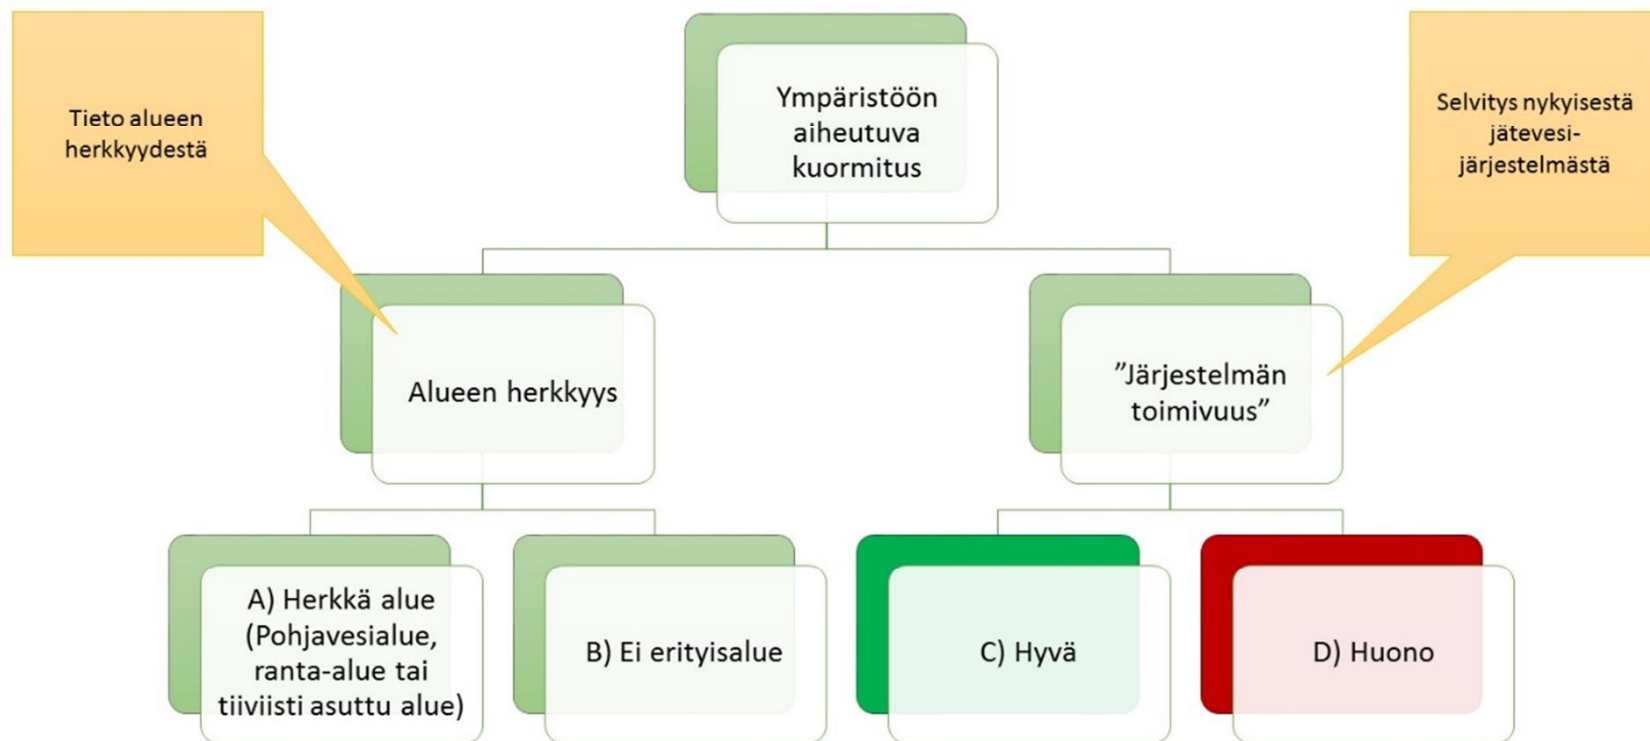 Tieto alueen
herkkyydestä
Ympäristöön
aiheutuva
kuormitus
Selvitys nykyisestä
jätevesi-
järjestelmästä
Alueen herkkyys
”Järjestelmän
toimivuus”
A) Herkkä alue
(Pohjavesialue,
ranta-alue tai
tiiviisti asuttu alue)
B) Ei erityisalue
C) Hyvä
D) Huono